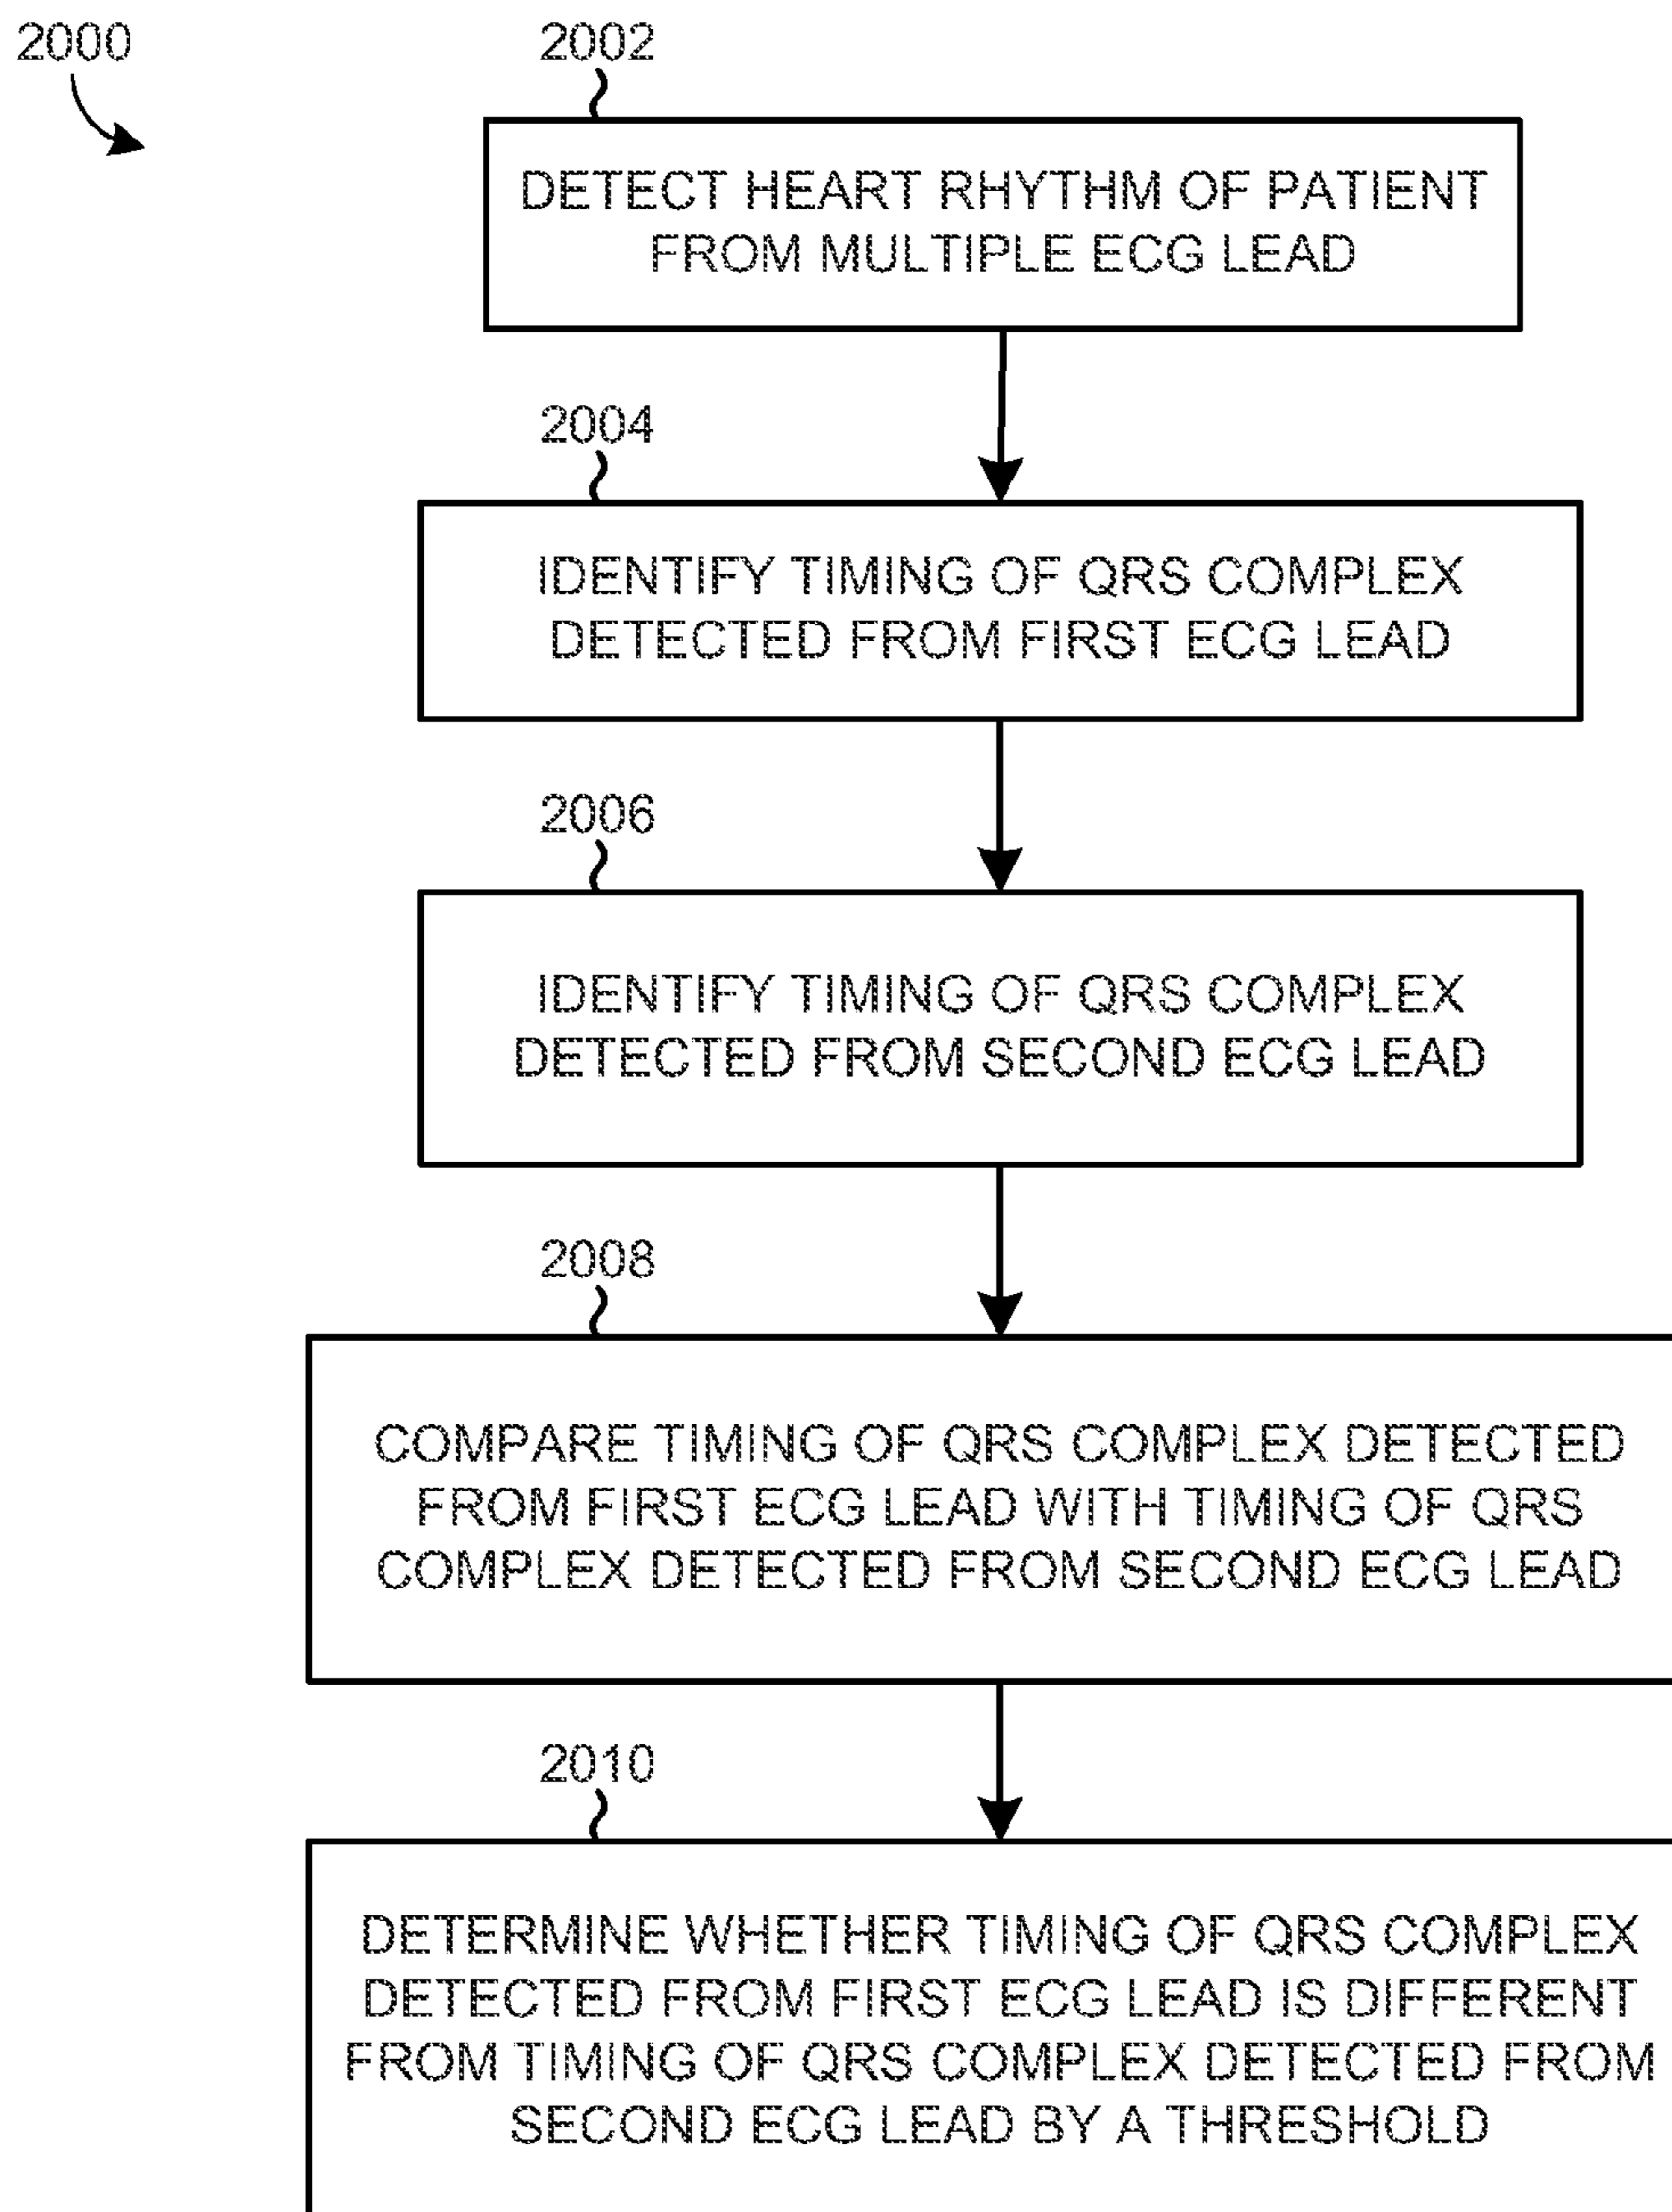 2000
2002
DETECT HEART RHYTHM OF PATIENT
FROM MULTIPLE ECG LEAD
2004
IDENTIFY TIMING OF QRS COMPLEX
DETECTED FROM FIRST ECG LEAD
2006
IDENTIFY TIMING OF QRS COMPLEX
DETECTED FROM SECOND ECG LEAD
2008
COMPARE TIMING OF QRS COMPLEX DETECTED
FROM FIRST ECG LEAD WITH TIMING OF QRS
COMPLEX DETECTED FROM SECOND ECG LEAD
2010
DETERMINE WHETHER TIMING OF QRS COMPLEX
DETECTED FROM FIRST ECG LEAD IS DIFFERENT
FROM TIMING OF QRS COMPLEX DETECTED FROM
SECOND ECG LEAD BY A THRESHOLD